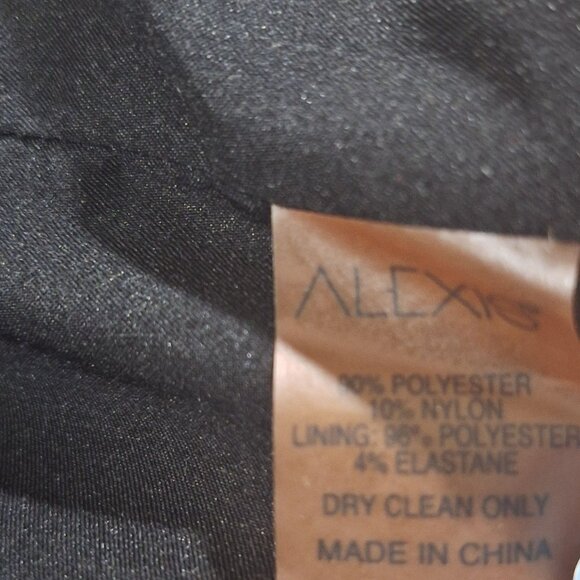 ALEXIS
90% POLYESTER
10% NYLON
LINING: 96% POLYESTER
4% ELASTANE
DRY CLEAN ONLY
MADE IN CHINA